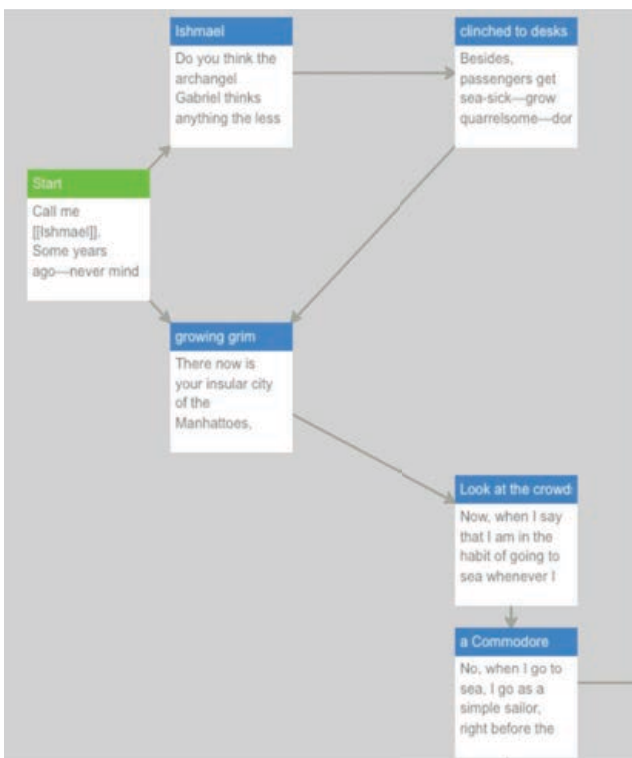 Ishmael
Do you think the
archangel
Gabriel thinks
anything the less
clinched to desks
Besides,
passengers get
sea-sick—grow
quarrelsome—dor
Start
Call me
[[Ishmael]].
Some years
ago—never mind
growing grim
There now is
your insular city
of the
Manhattoes,
Look at the crowd
Now, when I say
that I am in the
habit of going to
sea whenever I
a Commodore
No, when I go to
sea, I go as a
simple sailor,
right before the